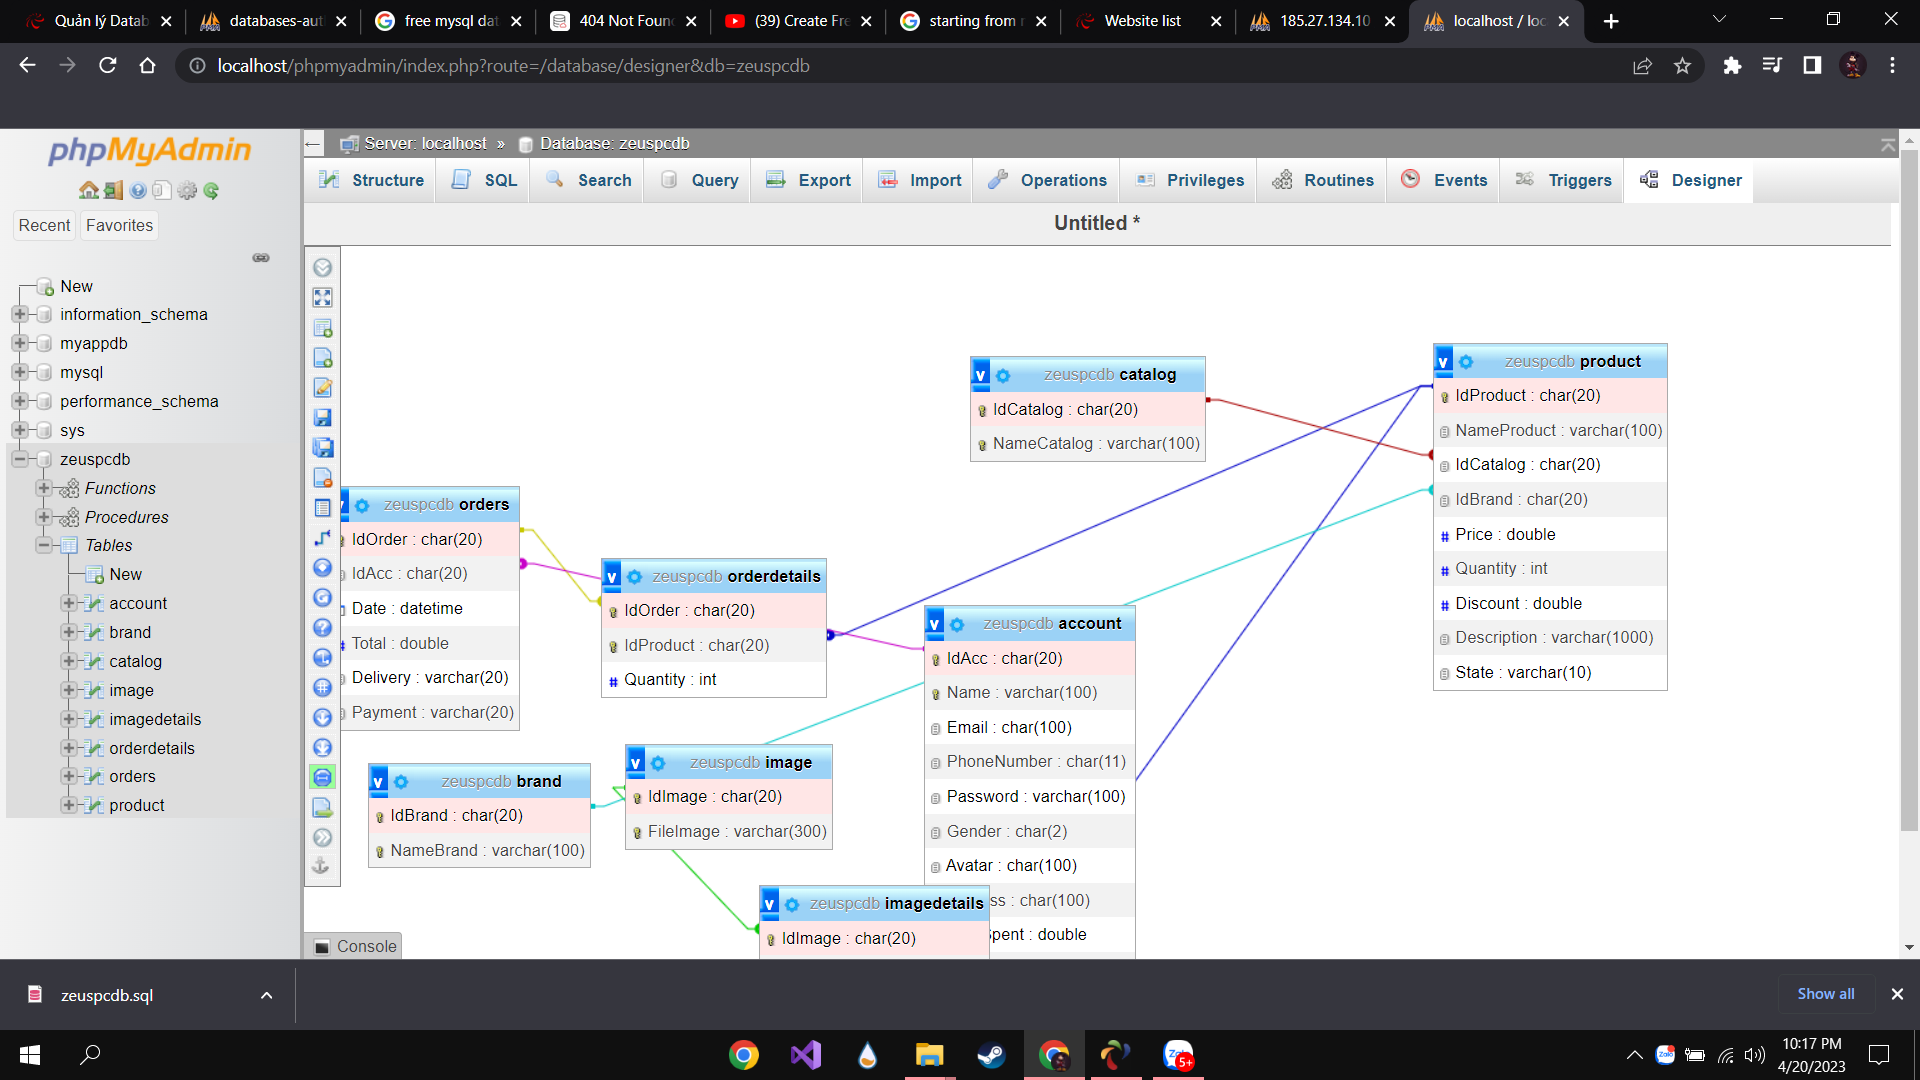 Quản lý Datab
databases-aut
free mysql dat
404 Not Foun
(39) Create Fre
starting from r
Website list
185.27.134.10
localhost / loc
localhost/phpmyadmin/index.php?route=/database/designer&db=zeuspcdb
phpMyAdmin
Recent
Favorites
New
information_schema
myappdb
mysql
performance_schema
sys
zeuspcdb
Functions
Procedures
Tables
New
account
brand
catalog
image
imagedetails
orderdetails
orders
product
Server: localhost » Database: zeuspcdb
Structure
SQL
Search
Query
Export
Import
Operations
Privileges
Routines
Events
Triggers
Designer
Untitled *
v zeuspcdb catalog
IdCatalog : char(20)
NameCatalog : varchar(100)
v zeuspcdb product
IdProduct : char(20)
NameProduct : varchar(100)
IdCatalog : char(20)
IdBrand : char(20)
# Price : double
# Quantity : int
# Discount : double
Description : varchar(1000)
State : varchar(10)
zeuspcdb orders
IdOrder : char(20)
IdAcc : char(20)
Date : datetime
Total : double
Delivery : varchar(20)
Payment : varchar(20)
v zeuspcdb orderdetails
IdOrder : char(20)
IdProduct : char(20)
# Quantity : int
v zeuspcdb account
IdAcc : char(20)
Name : varchar(100)
Email : char(100)
PhoneNumber : char(11)
Password : varchar(100)
Gender : char(2)
Avatar : char(100)
ss : char(100)
Spent : double
v zeuspcdb brand
IdBrand : char(20)
NameBrand : varchar(100)
v zeuspcdb image
IdImage : char(20)
FileImage : varchar(300)
v zeuspcdb imagedetails
IdImage : char(20)
Console
zeuspcdb.sql
Show all
Zalo
5+
Zalo
10:17 PM
4/20/2023